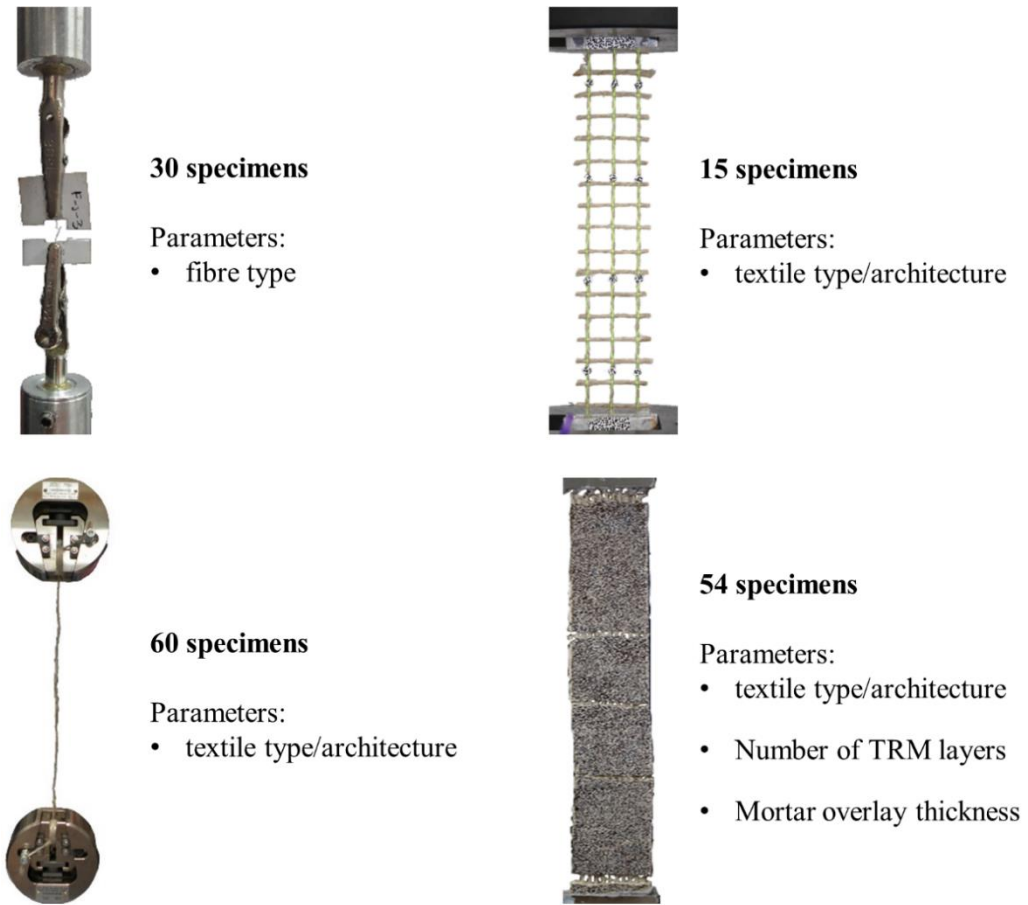 30 specimens
Parameters:
• fibre type
15 specimens
Parameters:
• textile type/architecture
60 specimens
Parameters:
• textile type/architecture
54 specimens
Parameters:
• textile type/architecture
• Number of TRM layers
• Mortar overlay thickness